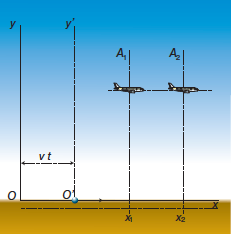 y y′
A₁ A₂
v t
O O′ x
x₁ x₂